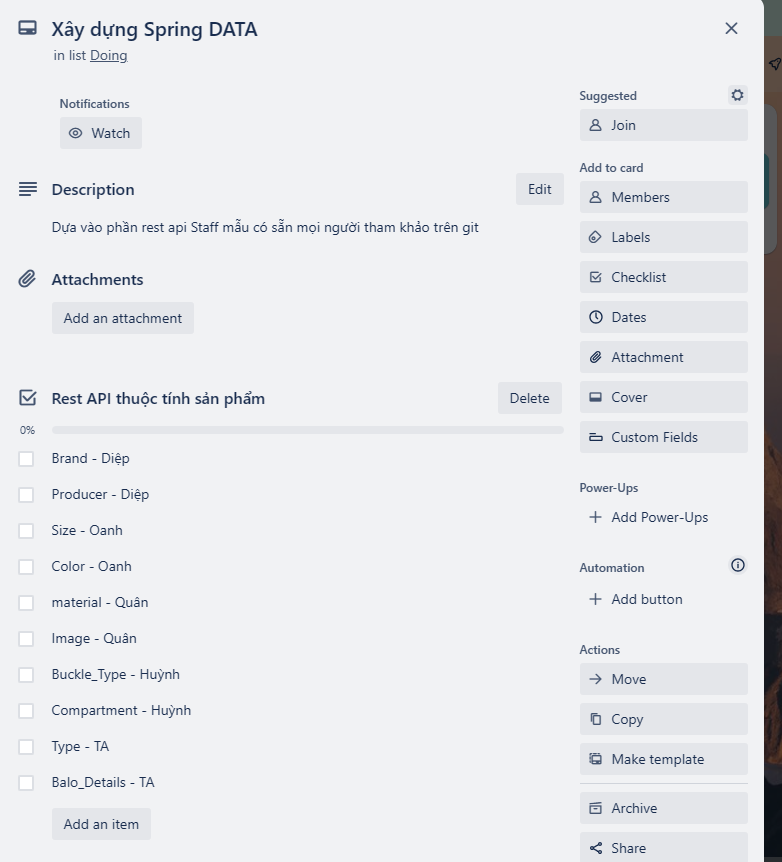 Xây dựng Spring DATA
in list Doing
Notifications
Watch
Description
Edit
Dựa vào phần rest api Staff mẫu có sẵn mọi người tham khảo trên git
Attachments
Add an attachment
Rest API thuộc tính sản phẩm
Delete
0%
Brand - Diệp
Producer - Diệp
Size - Oanh
Color - Oanh
material - Quân
Image - Quân
Buckle_Type - Huỳnh
Compartment - Huỳnh
Type - TA
Balo_Details - TA
Add an item
Suggested
Join
Add to card
Members
Labels
Checklist
Dates
Attachment
Cover
Custom Fields
Power-Ups
Add Power-Ups
Automation
Add button
Actions
Move
Copy
Make template
Archive
Share